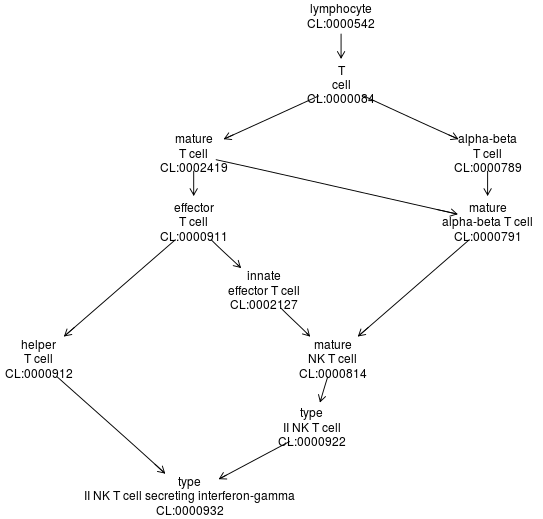 lymphocyte
CL:0000542
T
cell
CL:0000084
mature
T cell
CL:0002419
alpha-beta
T cell
CL:0000789
effector
T cell
CL:0000911
mature
alpha-beta T cell
CL:0000791
innate
effector T cell
CL:0002127
helper
T cell
CL:0000912
mature
NK T cell
CL:0000814
type
II NK T cell
CL:0000922
type
II NK T cell secreting interferon-gamma
CL:0000932